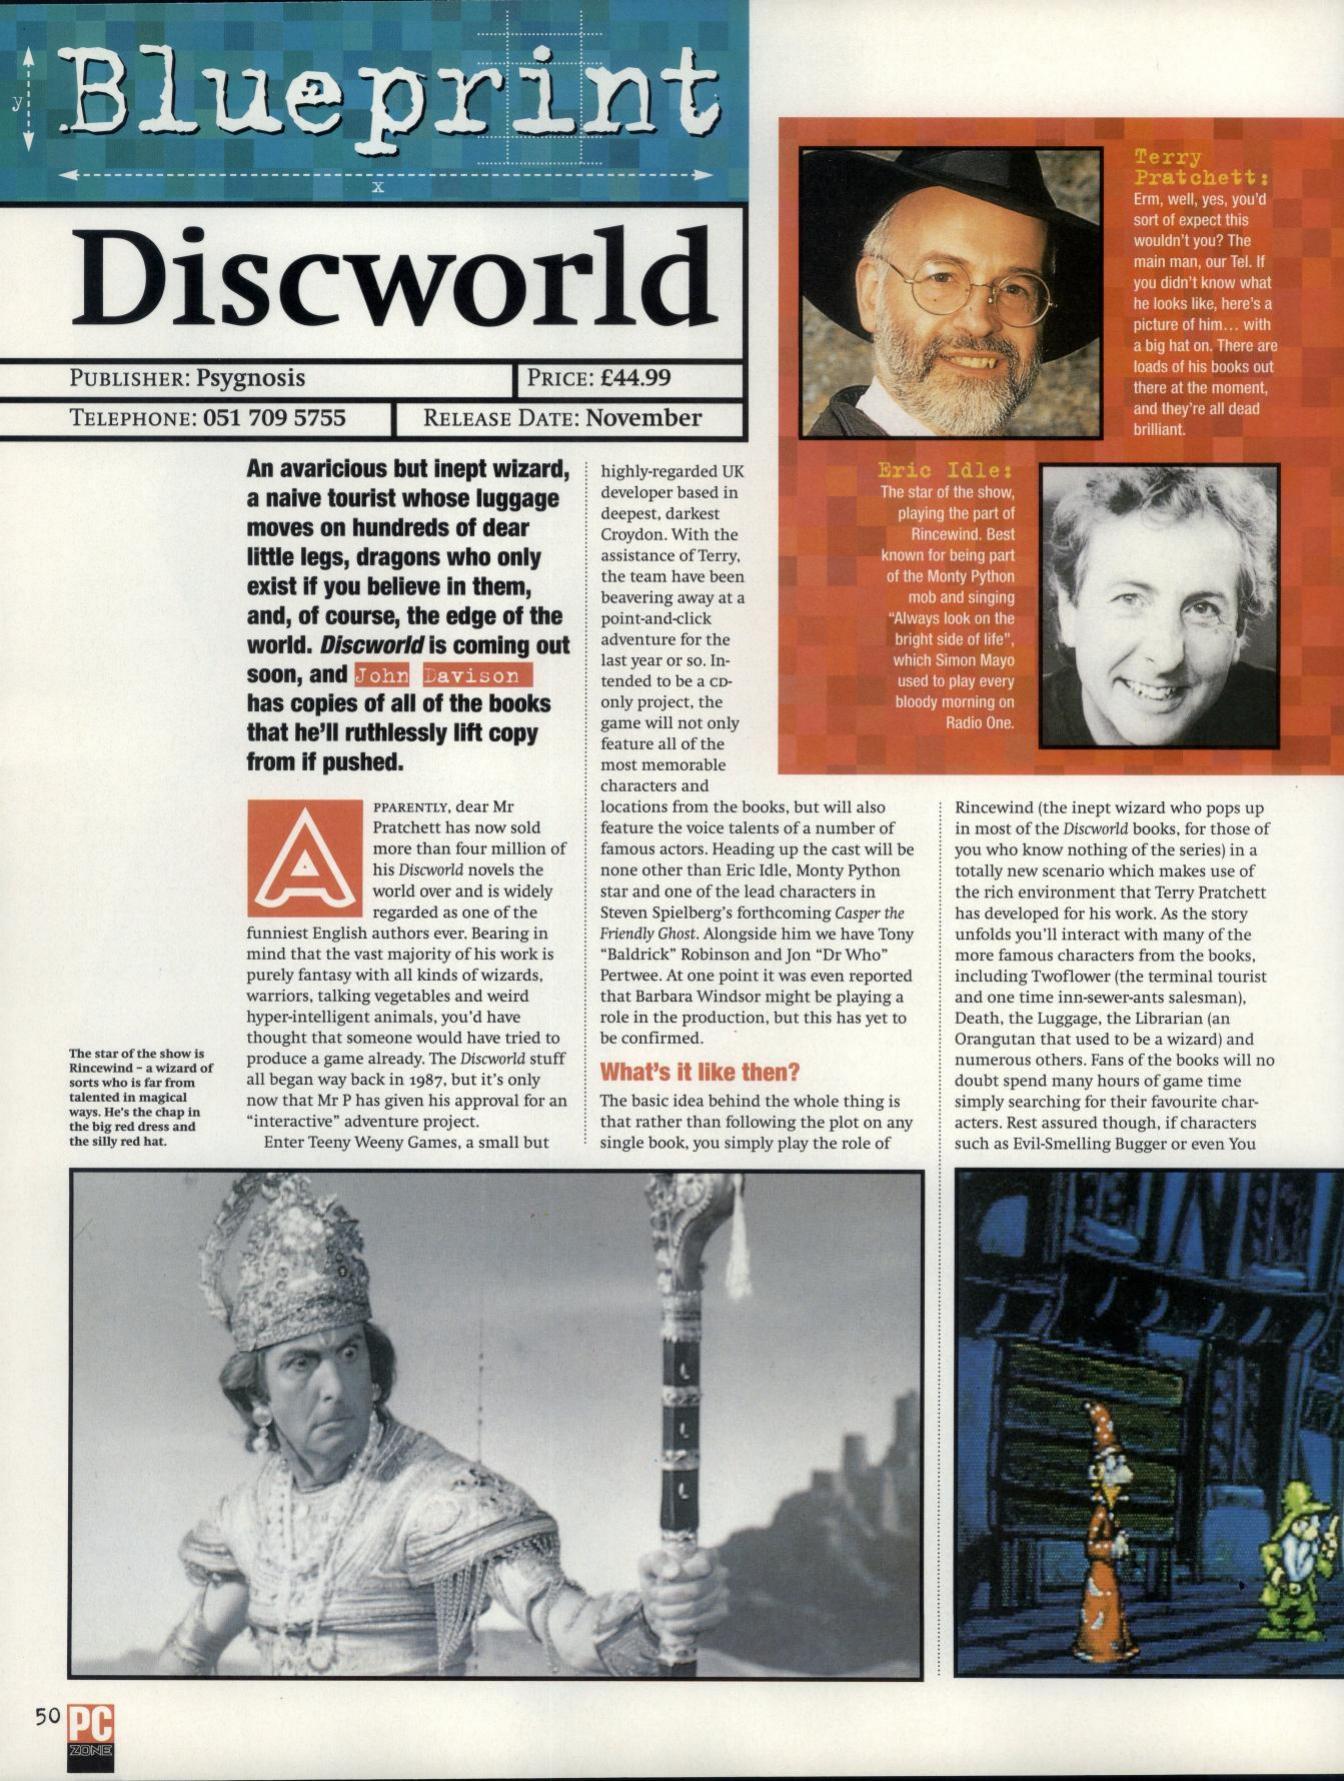 Blueprint
y
x
Discworld
PUBLISHER: Psygnosis
PRICE: £44.99
TELEPHONE: 051 709 5755
RELEASE DATE: November
Terry
Pratchett:
Erm, well, yes, you'd
sort of expect this
wouldn't you? The
main man, our Tel. If
you didn't know what
he looks like, here's a
picture of him… with
a big hat on. There are
loads of his books out
there at the moment,
and they're all dead
brilliant.
Eric Idle:
The star of the show,
playing the part of
Rincewind. Best
known for being part
of the Monty Python
mob and singing
"Always look on the
bright side of life",
which Simon Mayo
used to play every
bloody morning on
Radio One.
An avaricious but inept wizard,
a naive tourist whose luggage
moves on hundreds of dear
little legs, dragons who only
exist if you believe in them,
and, of course, the edge of the
world. Discworld is coming out
soon, and John Davison
has copies of all of the books
that he'll ruthlessly lift copy
from if pushed.
APPARENTLY, dear Mr
Pratchett has now sold
more than four million of
his Discworld novels the
world over and is widely
regarded as one of the
funniest English authors ever. Bearing in
mind that the vast majority of his work is
purely fantasy with all kinds of wizards,
warriors, talking vegetables and weird
hyper-intelligent animals, you'd have
thought that someone would have tried to
produce a game already. The Discworld stuff
all began way back in 1987, but it's only
now that Mr P has given his approval for an
"interactive" adventure project.
Enter Teeny Weeny Games, a small but
highly-regarded UK
developer based in
deepest, darkest
Croydon. With the
assistance of Terry,
the team have been
beavering away at a
point-and-click
adventure for the
last year or so. In-
tended to be a CD-
only project, the
game will not only
feature all of the
most memorable
characters and
locations from the books, but will also
feature the voice talents of a number of
famous actors. Heading up the cast will be
none other than Eric Idle, Monty Python
star and one of the lead characters in
Steven Spielberg's forthcoming Casper the
Friendly Ghost. Alongside him we have Tony
"Baldrick" Robinson and Jon "Dr Who"
Pertwee. At one point it was even reported
that Barbara Windsor might be playing a
role in the production, but this has yet to
be confirmed.
What's it like then?
The basic idea behind the whole thing is
that rather than following the plot on any
single book, you simply play the role of
Rincewind (the inept wizard who pops up
in most of the Discworld books, for those of
you who know nothing of the series) in a
totally new scenario which makes use of
the rich environment that Terry Pratchett
has developed for his work. As the story
unfolds you'll interact with many of the
more famous characters from the books,
including Twoflower (the terminal tourist
and one time inn-sewer-ants salesman),
Death, the Luggage, the Librarian (an
Orangutan that used to be a wizard) and
numerous others. Fans of the books will no
doubt spend many hours of game time
simply searching for their favourite char-
acters. Rest assured though, if characters
such as Evil-Smelling Bugger or even You
The star of the show is
Rincewind – a wizard of
sorts who is far from
talented in magical
ways. He's the chap in
the big red dress and
the silly red hat.
50
PC
ZONE